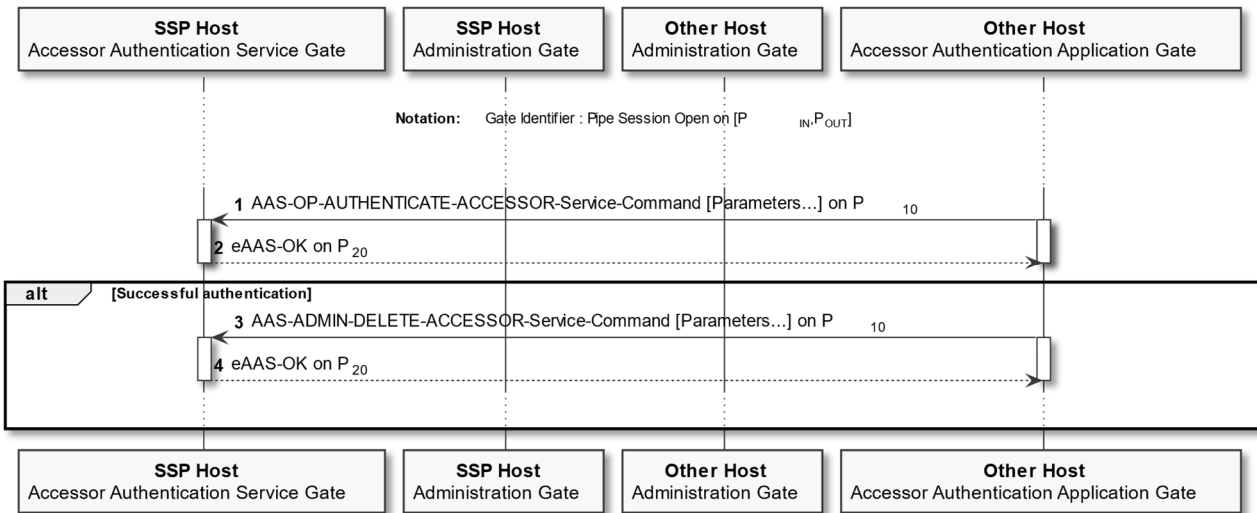 SSP Host
Accessor Authentication Service Gate
SSP Host
Administration Gate
Other Host
Administration Gate
Other Host
Accessor Authentication Application Gate
Notation: Gate Identifier : Pipe Session Open on [P IN,POUT]
1 AAS-OP-AUTHENTICATE-ACCESSOR-Service-Command [Parameters...] on P 10
2 eAAS-OK on P20
alt [Successful authentication]
3 AAS-ADMIN-DELETE-ACCESSOR-Service-Command [Parameters...] on P 10
4 eAAS-OK on P20
SSP Host
Accessor Authentication Service Gate
SSP Host
Administration Gate
Other Host
Administration Gate
Other Host
Accessor Authentication Application Gate